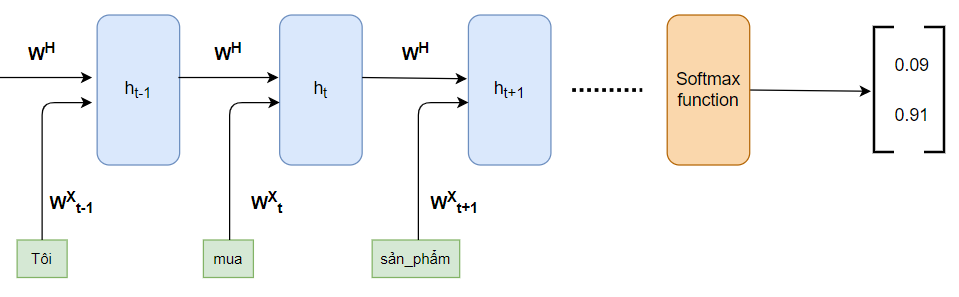 W^H
W^H
W^H
h_t-1
h_t
h_t+1
Softmax
function
0.09
0.91
W^X_t-1
W^X_t
W^X_t+1
Tôi
mua
sản_phẩm